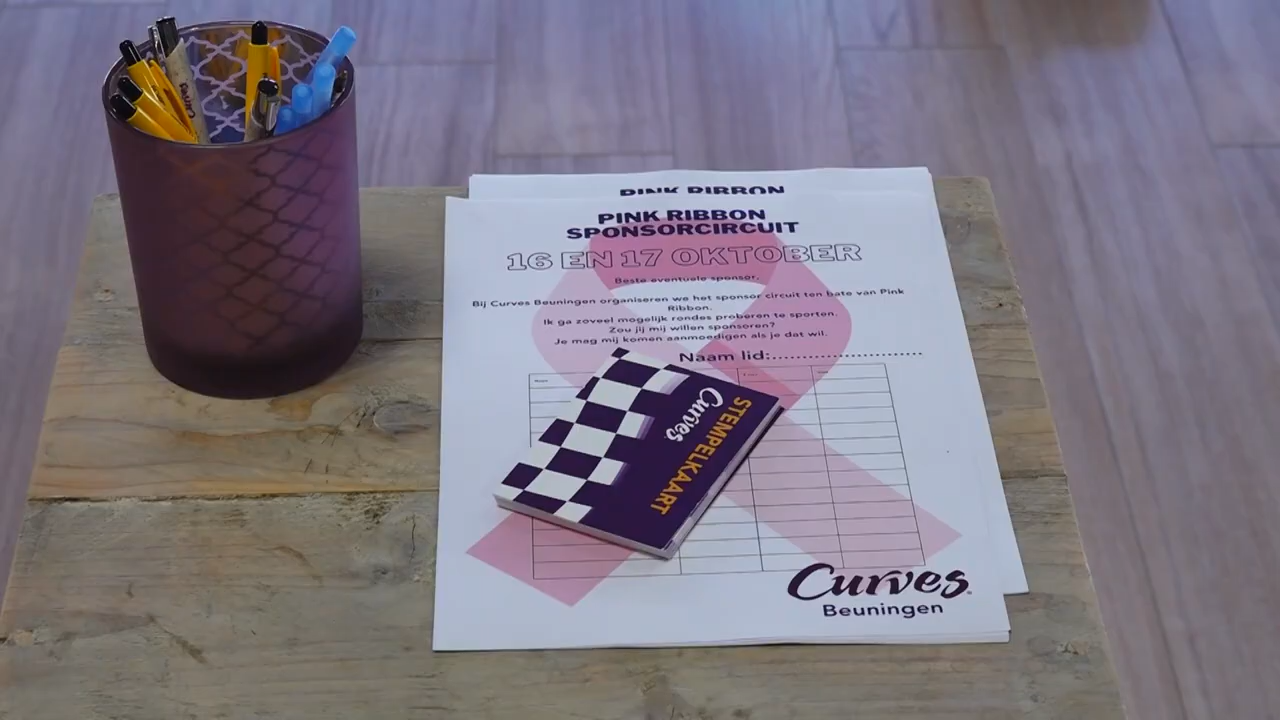 Curves
PINK RIBBON
PINK RIBBON
SPONSORCIRCUIT
16 EN 17 OKTOBER
Beste eventuele sponsor,
Bij Curves Beuningen organiseren we het sponsor circuit ten bate van Pink
Ribbon.
Ik ga zoveel mogelijk rondes proberen te sporten.
Zou jij mij willen sponsoren?
Je mag mij komen aanmoedigen als je dat wil.
Naam lid:...............................
STEMPELKAART
Curves
Curves
Beuningen